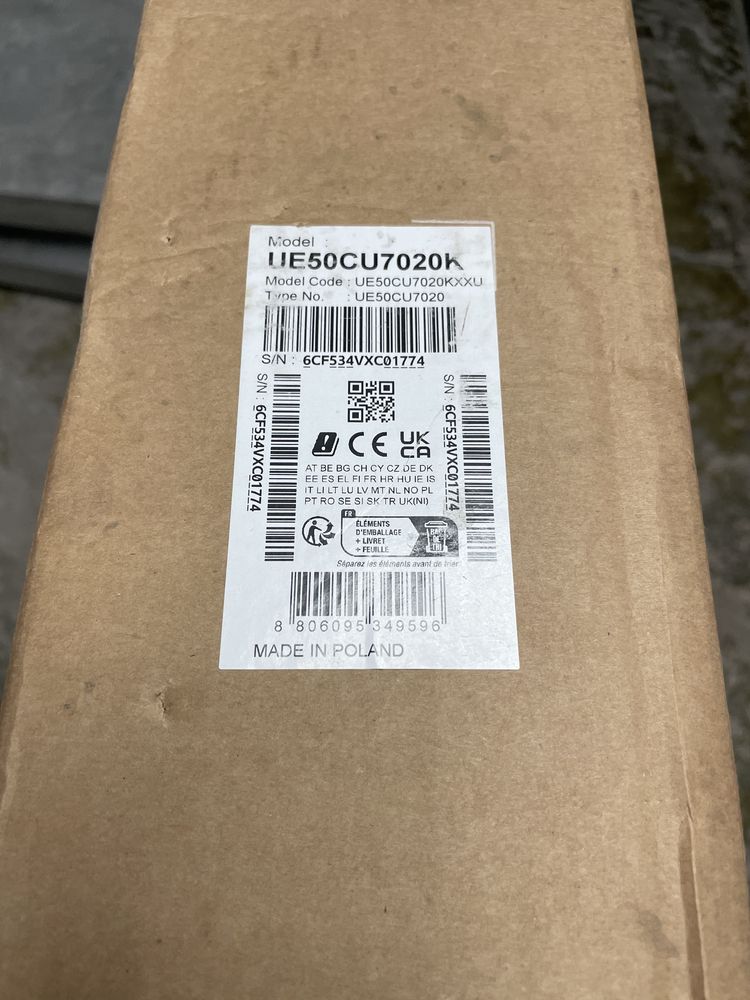 Model :
UE50CU7020K
Model Code : UE50CU7020KXXU
Type No. : UE50CU7020
S/N : 6CF534VXC01774
S/N : 6CF534VXC01774
S/N : 6CF534VXC01774
CE
UK
CA
AT BE BG CH CY CZ DE DK
EE ES EL FI FR HR HU IE IS
IT LI LT LU LV MT NL NO PL
PT RO SE SI SK TR UK(NI)
FR
ÉLÉMENTS
D'EMBALLAGE
+ LIVRET
+ FEUILLE
BAC
DE
TRI
Séparez les éléments avant de trier
8 806095 349596
MADE IN POLAND